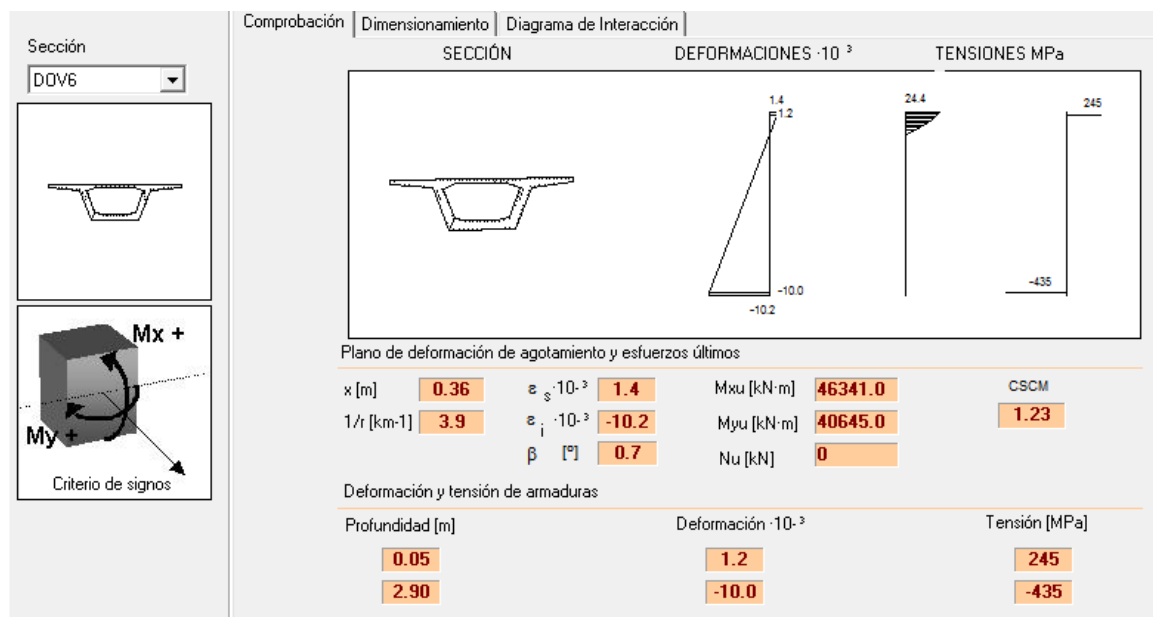 Comprobación Dimensionamiento Diagrama de Interacción
Sección
DOV6
SECCIÓN DEFORMACIONES ·10 ³ TENSIONES MPa
1.4
1.2
-10.0
-10.2
24.4
245
-435
Mx +
My +
Criterio de signos
Plano de deformación de agotamiento y esfuerzos últimos
x [m] 0.36 ε s ·10-³ 1.4 Mxu [kN·m] 46341.0 CSCM
1/r [km-1] 3.9 ε i ·10-³ -10.2 Myu [kN·m] 40645.0 1.23
β [º] 0.7 Nu [kN] 0
Deformación y tensión de armaduras
Profundidad [m] Deformación ·10-³ Tensión [MPa]
0.05 1.2 245
2.90 -10.0 -435